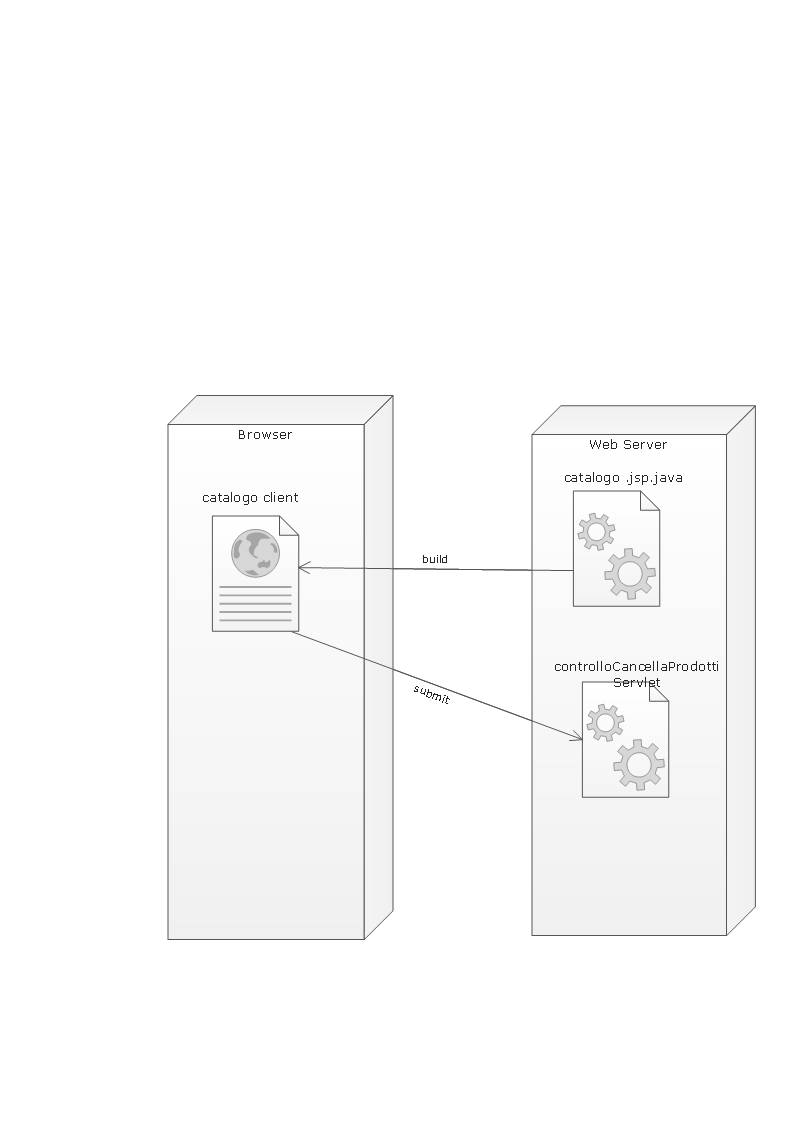 Browser
Web Server
catalogo .jsp.java
catalogo client
build
controlloCancellaProdotti
Servlet
submit